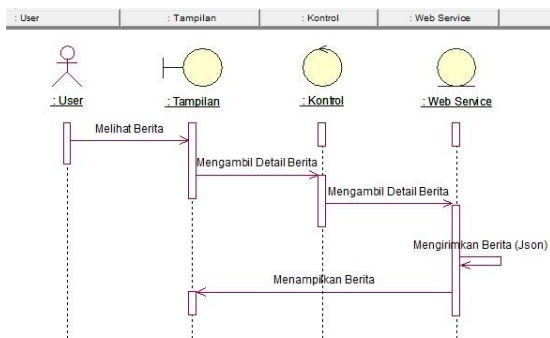 : User
: Tampilan
: Kontrol
: Web Service
: User
: Tampilan
: Kontrol
: Web Service
Melihat Berita
Mengambil Detail Berita
Mengambil Detail Berita
Mengirimkan Berita (Json)
Menampilkan Berita